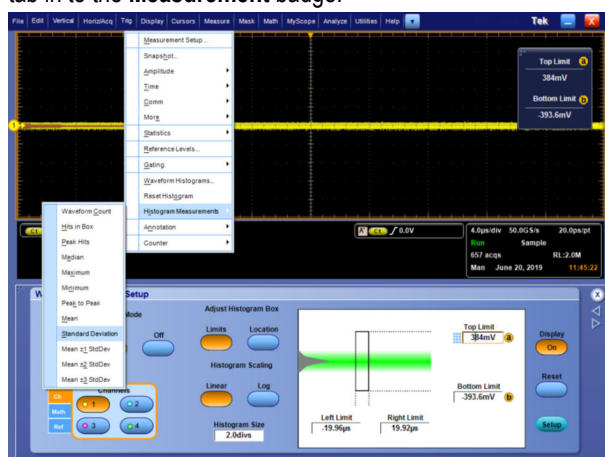 tab in to the Measurement badge.
File Edit Vertical Horiz/Acq Trig Display Cursors Measure Mask Math MyScope Analyze Utilities Help Tek
Measurement Setup...
Snapshot...
Amplitude
Time
Comm
More
Statistics
Reference Levels...
Gating
Waveform Histograms...
Reset Histogram
Histogram Measurements
Annotation
Counter
Top Limit a
384mV
Bottom Limit b
-393.6mV
1
Waveform Count
Hits in Box
Peak Hits
Median
Maximum
Minimum
Peak to Peak
Mean
Standard Deviation
Mean ±1 StdDev
Mean ±2 StdDev
Mean ±3 StdDev
C1
A' C1 0.0V
4.0µs/div 50.0GS/s 20.0ps/pt
Run Sample
657 acqs RL:2.0M
Man June 20, 2019 11:45:22
W Setup
Mode
Off
Channels
Ch
Math
Ref
1
2
3
4
Adjust Histogram Box
Limits Location
Histogram Scaling
Linear Log
Histogram Size
2.0divs
Top Limit
384mV a
Bottom Limit
-393.6mV b
Left Limit Right Limit
-19.96µs 19.92µs
Display
On
Reset
Setup